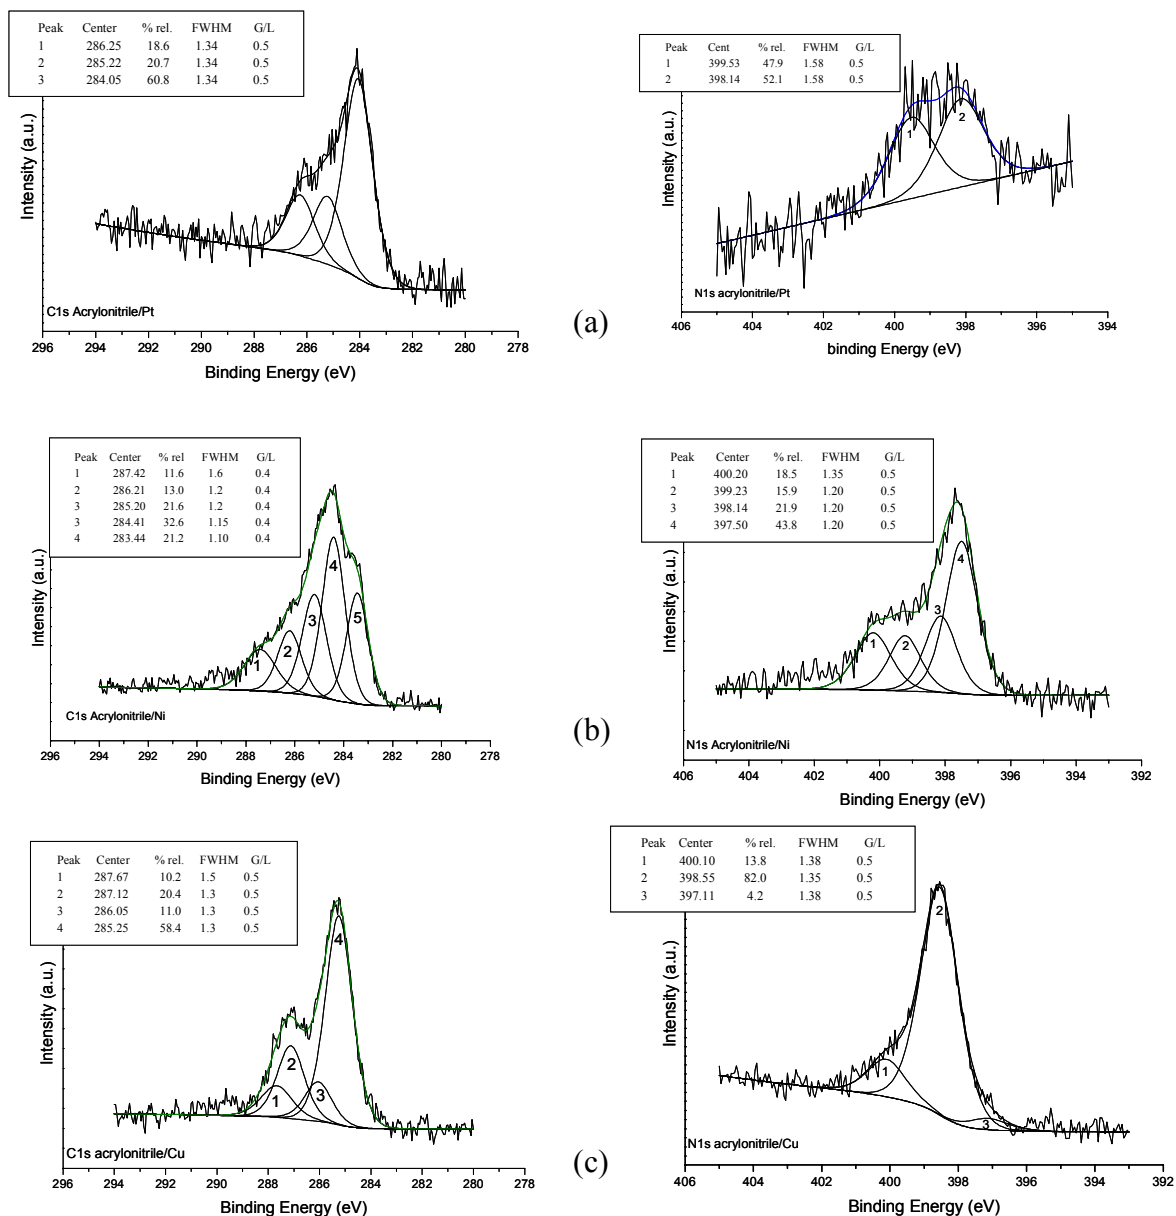 Peak Center % rel. FWHM G/L
1 286.25 18.6 1.34 0.5
2 285.22 20.7 1.34 0.5
3 284.05 60.8 1.34 0.5
Intensity (a.u.)
C1s Acrylonitrile/Pt
296 294 292 290 288 286 284 282 280 278
Binding Energy (eV)
Peak Cent % rel. FWHM G/L
1 399.53 47.9 1.58 0.5
2 398.14 52.1 1.58 0.5
Intensity (a.u.)
1 2
N1s acrylonitrile/Pt
406 404 402 400 398 396 394
binding Energy (eV)
(a)
Peak Center % rel FWHM G/L
1 287.42 11.6 1.6 0.4
2 286.21 13.0 1.2 0.4
3 285.20 21.6 1.2 0.4
3 284.41 32.6 1.15 0.4
4 283.44 21.2 1.10 0.4
Intensity (a.u.)
1 2 3 4 5
C1s Acrylonitrile/Ni
296 294 292 290 288 286 284 282 280 278
Binding Energy (eV)
Peak Center % rel. FWHM G/L
1 400.20 18.5 1.35 0.5
2 399.23 15.9 1.20 0.5
3 398.14 21.9 1.20 0.5
4 397.50 43.8 1.20 0.5
Intensity (a.u.)
1 2 3 4
N1s Acrylonitrile/Ni
406 404 402 400 398 396 394 392
Binding Energy (eV)
(b)
Peak Center % rel. FWHM G/L
1 287.67 10.2 1.5 0.5
2 287.12 20.4 1.3 0.5
3 286.05 11.0 1.3 0.5
4 285.25 58.4 1.3 0.5
Intensity (a.u.)
1 2 3 4
C1s acrylonitrile/Cu
296 294 292 290 288 286 284 282 280 278
Binding Energy (eV)
Peak Center % rel. FWHM G/L
1 400.10 13.8 1.38 0.5
2 398.55 82.0 1.35 0.5
3 397.11 4.2 1.38 0.5
Intensity (a.u.)
1 2 3
N1s acrylonitrile/Cu
406 404 402 400 398 396 394 392
Binding Energy (eV)
(c)